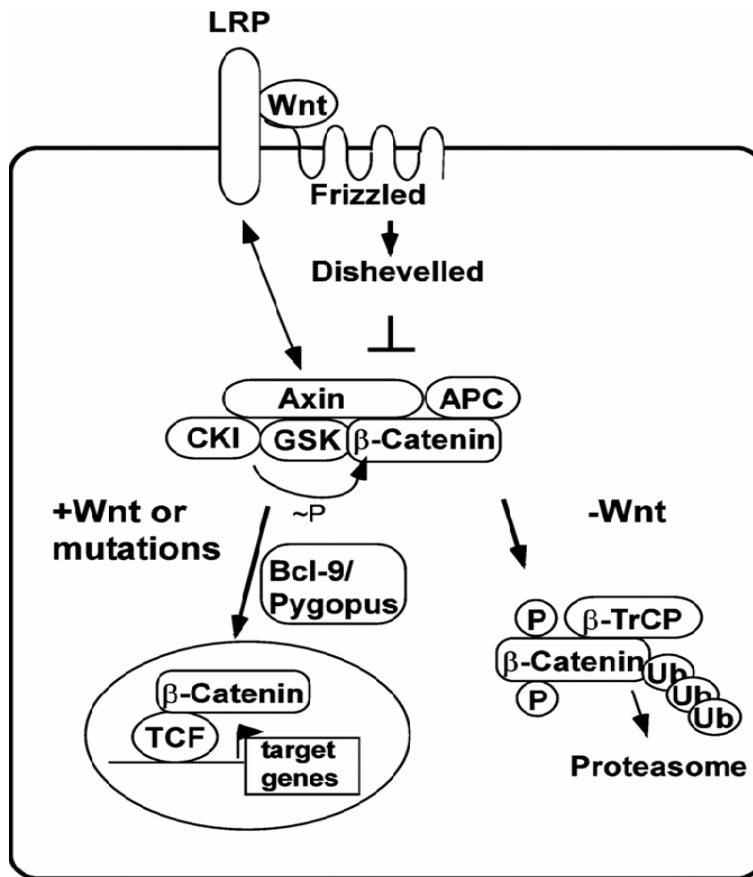 LRP
Wnt
Frizzled
Dishevelled
Axin
APC
CKI
GSK
β-Catenin
~P
+Wnt or
mutations
-Wnt
Bcl-9/
Pygopus
P
β-TrCP
β-Catenin
Ub
Ub
Ub
P
β-Catenin
TCF
target
genes
Proteasome